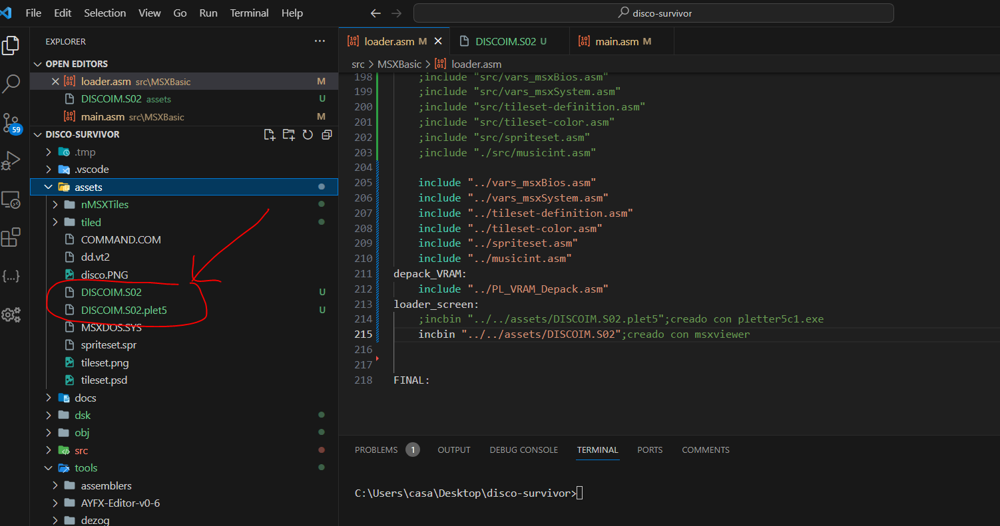 File Edit Selection View Go Run Terminal Help
disco-survivor
EXPLORER
OPEN EDITORS
loader.asm src\MSXBasic M
DISCOIM.S02 assets U
main.asm src\MSXBasic M
59
DISCO-SURVIVOR
.tmp
.vscode
assets
nMSXTiles
tiled
COMMAND.COM
dd.vt2
disco.PNG
DISCOIM.S02 U
DISCOIM.S02.plet5 U
MSXDOS.SYS
spriteset.spr
tileset.png
tileset.psd
docs
dsk
obj
src
tools
assemblers
AYFX-Editor-v0-6
dezog
loader.asm M
DISCOIM.S02 U
main.asm M
src > MSXBasic > loader.asm
198 ;include "src/vars_msxBios.asm"
199 ;include "src/vars_msxSystem.asm"
200 ;include "src/tileset-definition.asm"
201 ;include "src/tileset-color.asm"
202 ;include "src/spriteset.asm"
203 ;include "./src/musicint.asm"
204
205 include "../vars_msxBios.asm"
206 include "../vars_msxSystem.asm"
207 include "../tileset-definition.asm"
208 include "../tileset-color.asm"
209 include "../spriteset.asm"
210 include "../musicint.asm"
211 depack_VRAM:
212 include "../PL_VRAM_Depack.asm"
213 loader_screen:
214 ;incbin "../../assets/DISCOIM.S02.plet5";creado con pletter5c1.exe
215 incbin "../../assets/DISCOIM.S02";creado con msxviewer
216
217
218 FINAL:
PROBLEMS 1 OUTPUT DEBUG CONSOLE TERMINAL PORTS COMMENTS
C:\Users\casa\Desktop\disco-survivor>